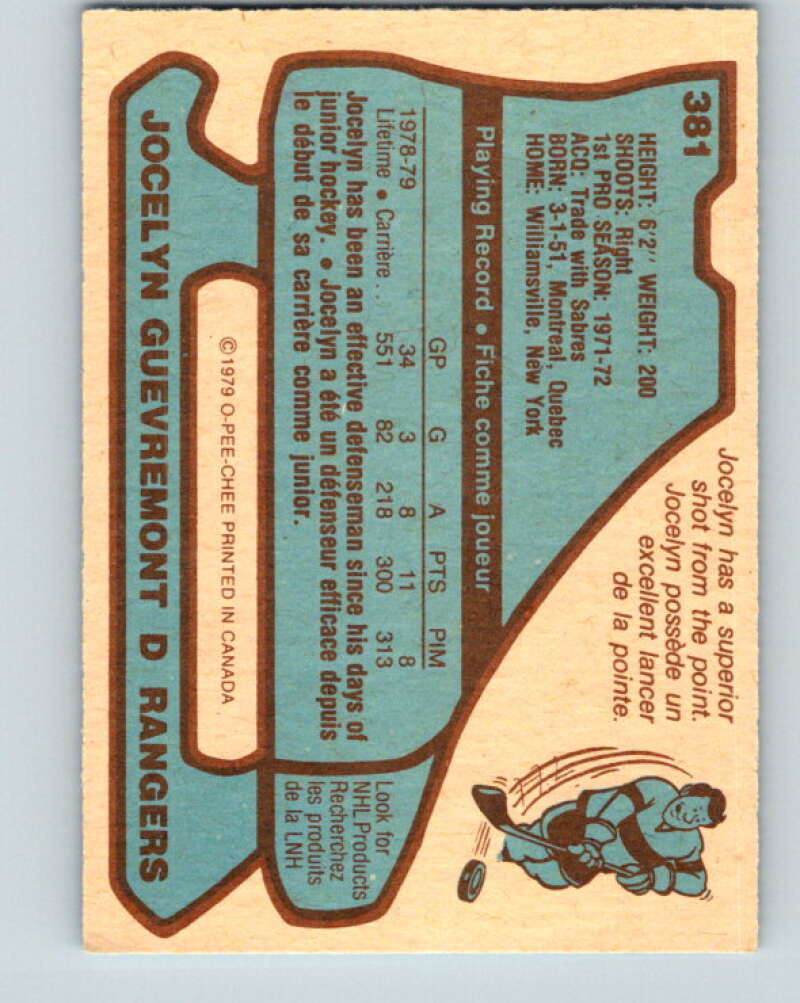 381
HEIGHT: 6'2" WEIGHT: 200
SHOOTS: Right
1st PRO SEASON: 1971-72
ACQ: Trade with Sabres
BORN: 3-1-51, Montreal, Quebec
HOME: Williamsville, New York
Jocelyn has a superior
shot from the point.
Jocelyn possède un
excellent lancer
de la pointe.
Playing Record • Fiche comme joueur
GP G A PTS PIM
1978-79 34 3 8 11 8
Lifetime • Carrière . . 551 82 218 300 313
Jocelyn has been an effective defenseman since his days of
junior hockey. • Jocelyn a été un défenseur efficace depuis
le début de sa carrière comme junior.
Look for
NHL Products
Recherchez
les produits
de la LNH
©1979 O-PEE-CHEE PRINTED IN CANADA
JOCELYN GUEVREMONT D RANGERS